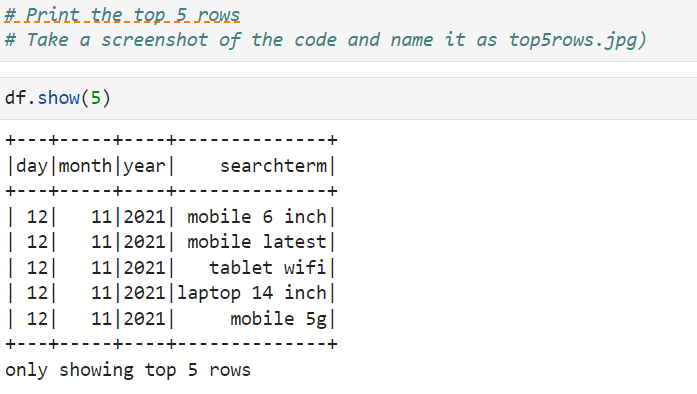 # Print the top 5 rows
# Take a screenshot of the code and name it as top5rows.jpg)
df.show(5)
+---+-----+----+--------------+
|day|month|year|    searchterm|
+---+-----+----+--------------+
| 12|   11|2021| mobile 6 inch|
| 12|   11|2021| mobile latest|
| 12|   11|2021|   tablet wifi|
| 12|   11|2021|laptop 14 inch|
| 12|   11|2021|     mobile 5g|
+---+-----+----+--------------+
only showing top 5 rows